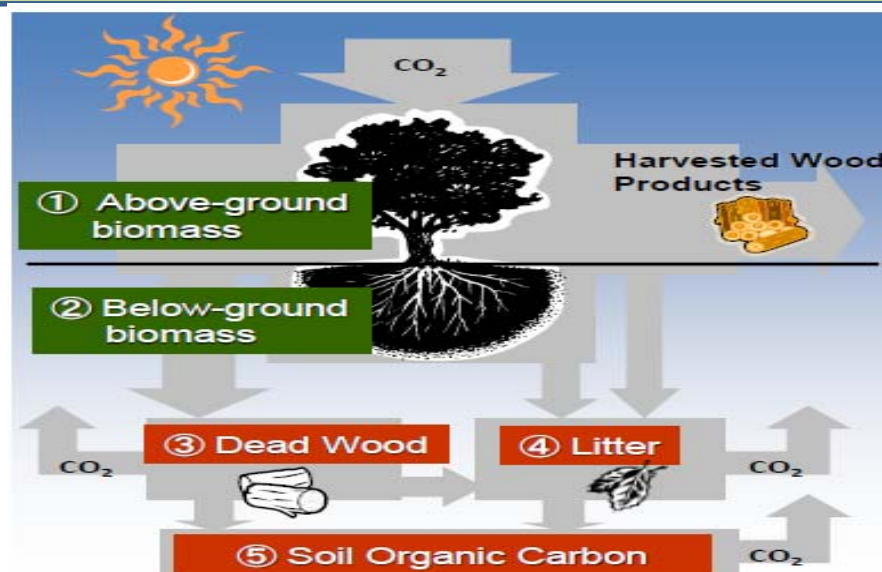 CO₂
Harvested Wood
Products
① Above-ground
biomass
② Below-ground
biomass
③ Dead Wood
④ Litter
CO₂
CO₂
⑤ Soil Organic Carbon
CO₂